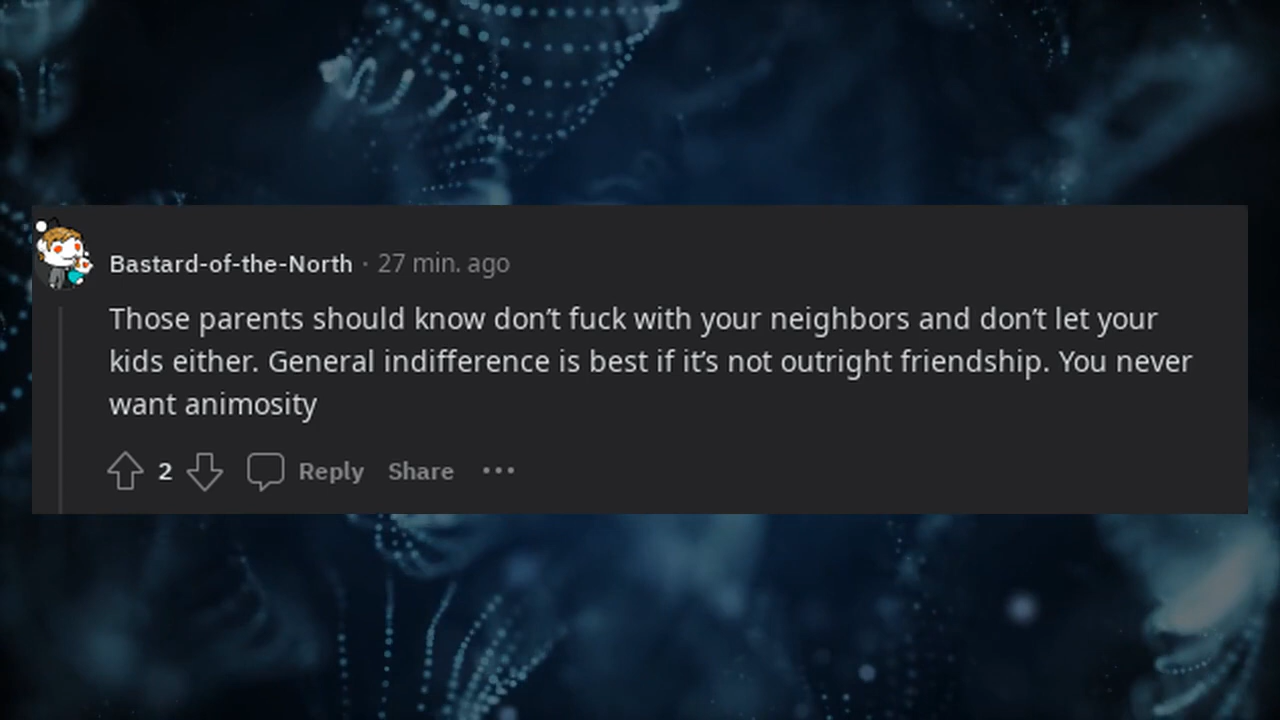 Bastard-of-the-North · 27 min. ago
Those parents should know don’t fuck with your neighbors and don’t let your
kids either. General indifference is best if it’s not outright friendship. You never
want animosity
2 Reply Share •••